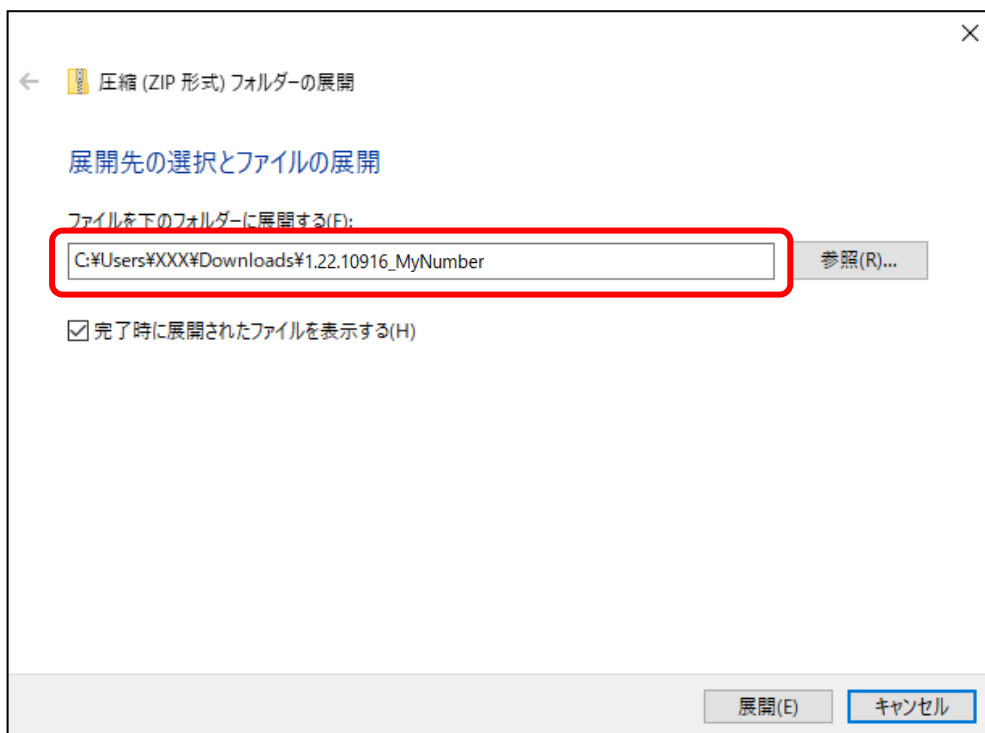 圧縮 (ZIP 形式) フォルダーの展開
展開先の選択とファイルの展開
ファイルを下のフォルダーに展開する(F):
C:¥Users¥XXX¥Downloads¥1.22.10916_MyNumber
参照(R)...
完了時に展開されたファイルを表示する(H)
展開(E)
キャンセル